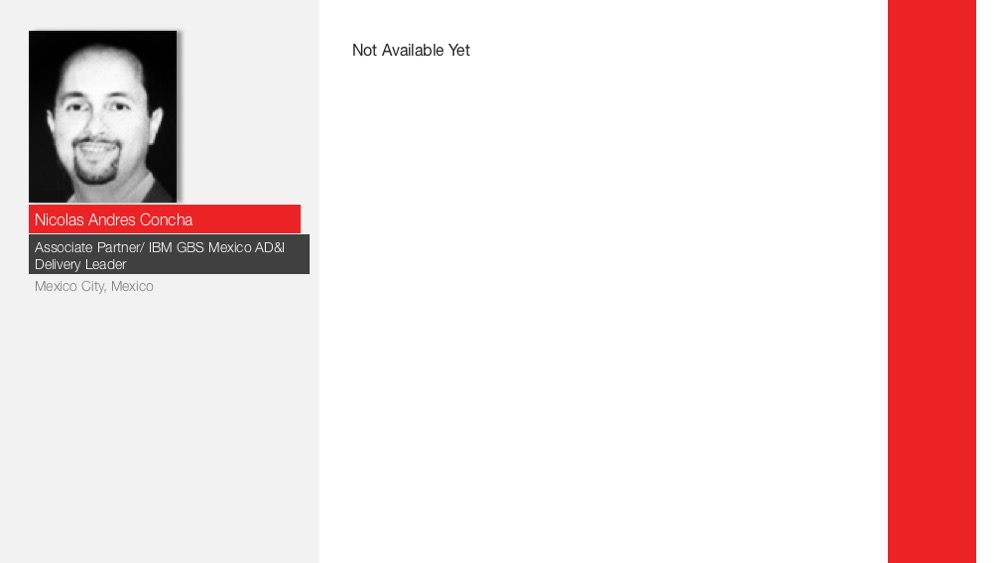 Nicolas Andres Concha
Associate Partner/ IBM GBS Mexico AD&I
Delivery Leader
Mexico City, Mexico
Not Available Yet